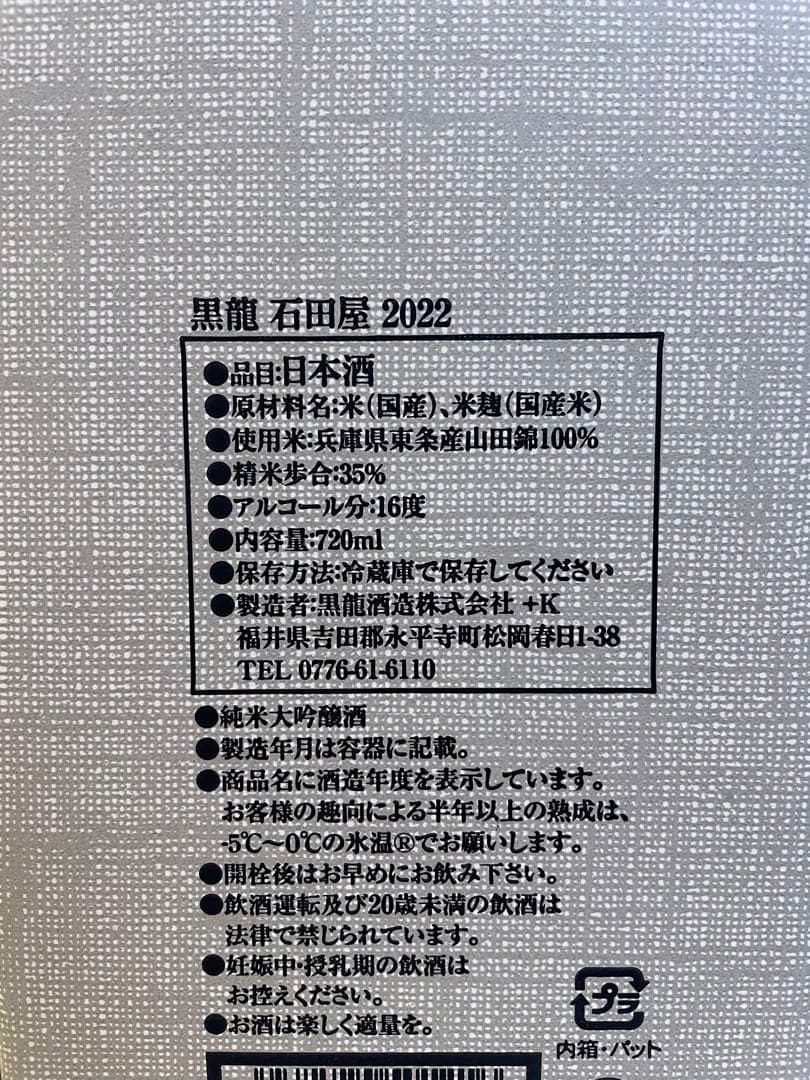 黒龍 石田屋 2022
●品目:日本酒
●原材料名:米(国産)、米麹(国産米)
●使用米:兵庫県東条産山田錦100%
●精米歩合:35%
●アルコール分:16度
●内容量:720ml
●保存方法:冷蔵庫で保存してください
●製造者:黒龍酒造株式会社 +K
福井県吉田郡永平寺町松岡春日1-38
TEL 0776-61-6110
●純米大吟醸酒
●製造年月は容器に記載。
●商品名に酒造年度を表示しています。
お客様の趣向による半年以上の熟成は、
-5℃〜0℃の氷温®でお願いします。
●開栓後はお早めにお飲み下さい。
●飲酒運転及び20歳未満の飲酒は
法律で禁じられています。
●妊娠中・授乳期の飲酒は
お控えください。
●お酒は楽しく適量を。
プラ
内箱・パット